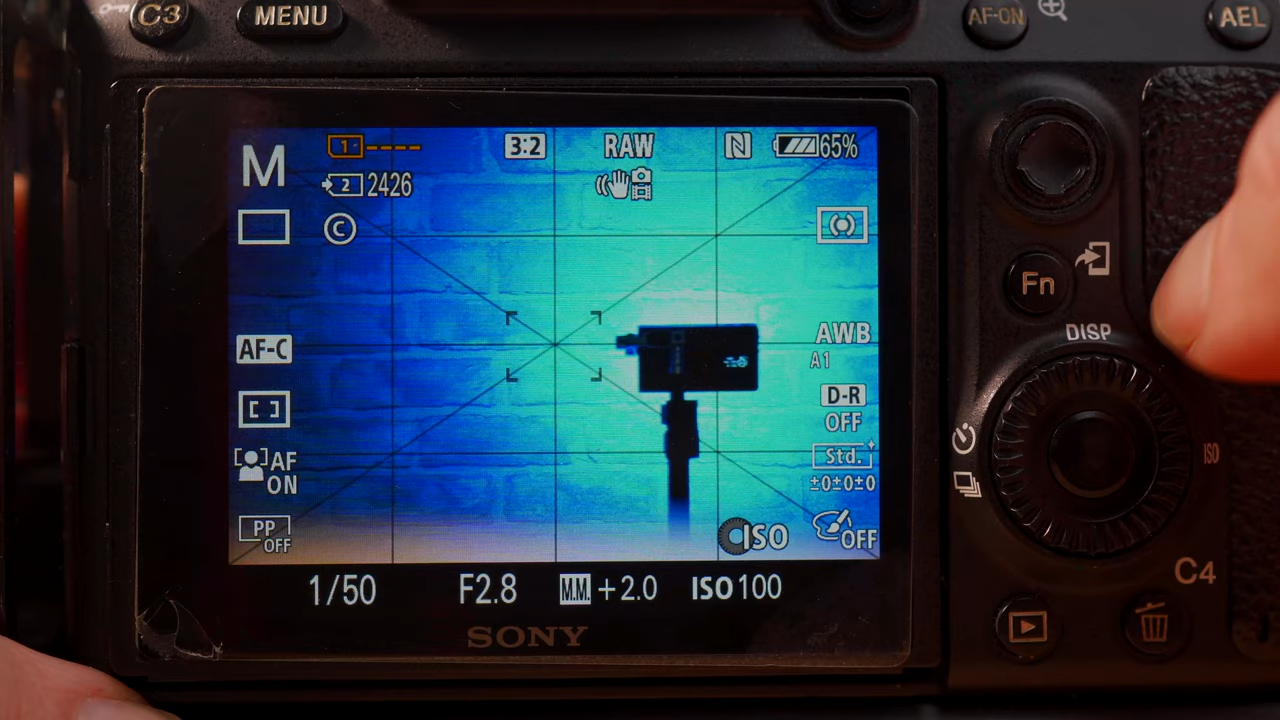 C3 MENU AF-ON AEL
M 1 ---- 3:2 RAW N 65%
2 2426
C
Fn
DISP
AF-C AWB
A1
D-R
OFF
AF ON
Std.
±0±0±0
ISO
PP OFF
ISO OFF
1/50 F2.8 M.M. +2.0 ISO 100
C4
SONY